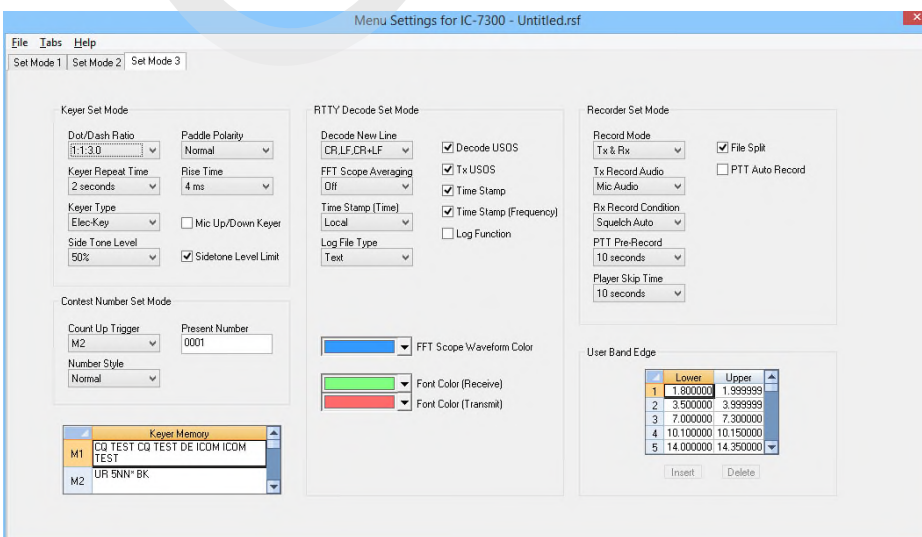 Menu Settings for IC-7300 - Untitled.rsf
File Tabs Help
Set Mode 1 Set Mode 2 Set Mode 3
Keyer Set Mode
Dot/Dash Ratio Paddle Polarity
1:1:3.0 Normal
Keyer Repeat Time Rise Time
2 seconds 4 ms
Keyer Type
Elec-Key Mic Up/Down Keyer
Side Tone Level
50% Sidetone Level Limit
Contest Number Set Mode
Count Up Trigger Present Number
M2 0001
Number Style
Normal
Keyer Memory
M1 CQ TEST CQ TEST DE ICOM ICOM
TEST
M2 UR 5NN* BK
RTTY Decode Set Mode
Decode New Line
CR,LF,CR+LF Decode USOS
FFT Scope Averaging Tx USOS
Off Time Stamp
Time Stamp (Time) Time Stamp (Frequency)
Local Log Function
Log File Type
Text
FFT Scope Waveform Color
Font Color (Receive)
Font Color (Transmit)
Recorder Set Mode
Record Mode
Tx & Rx File Split
Tx Record Audio PTT Auto Record
Mic Audio
Rx Record Condition
Squelch Auto
PTT Pre-Record
10 seconds
Player Skip Time
10 seconds
User Band Edge
Lower Upper
1 1.800000 1.999999
2 3.500000 3.999999
3 7.000000 7.300000
4 10.100000 10.150000
5 14.000000 14.350000
Insert Delete